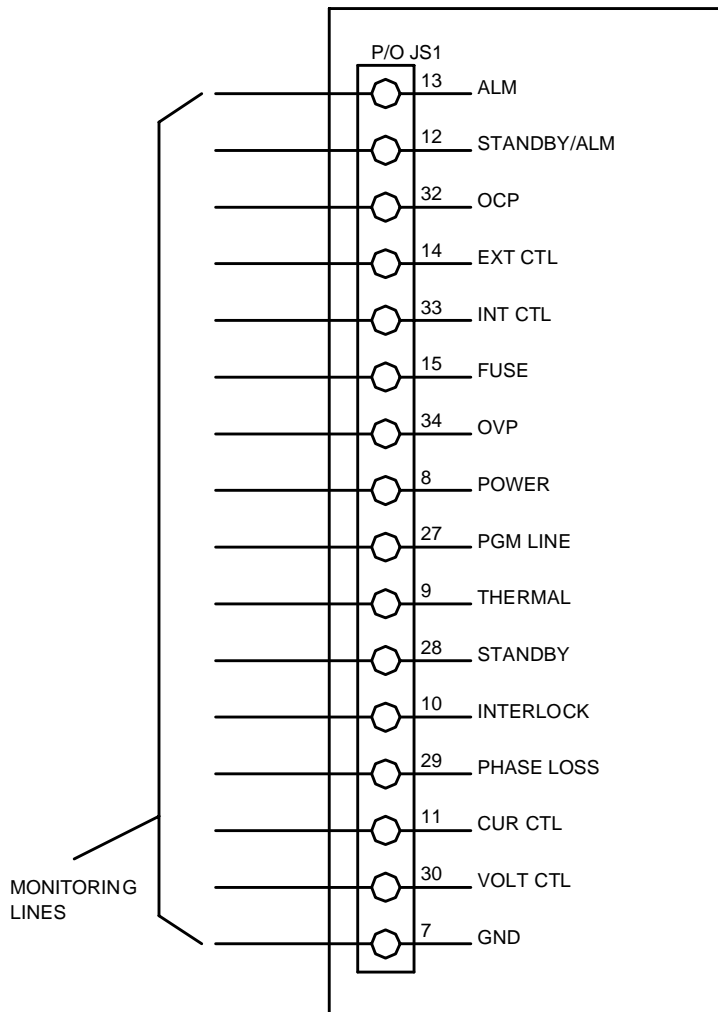 P/O JS1
13 ALM
12 STANDBY/ALM
32 OCP
14 EXT CTL
33 INT CTL
15 FUSE
34 OVP
8 POWER
27 PGM LINE
9 THERMAL
28 STANDBY
10 INTERLOCK
29 PHASE LOSS
11 CUR CTL
30 VOLT CTL
7 GND
MONITORING
LINES